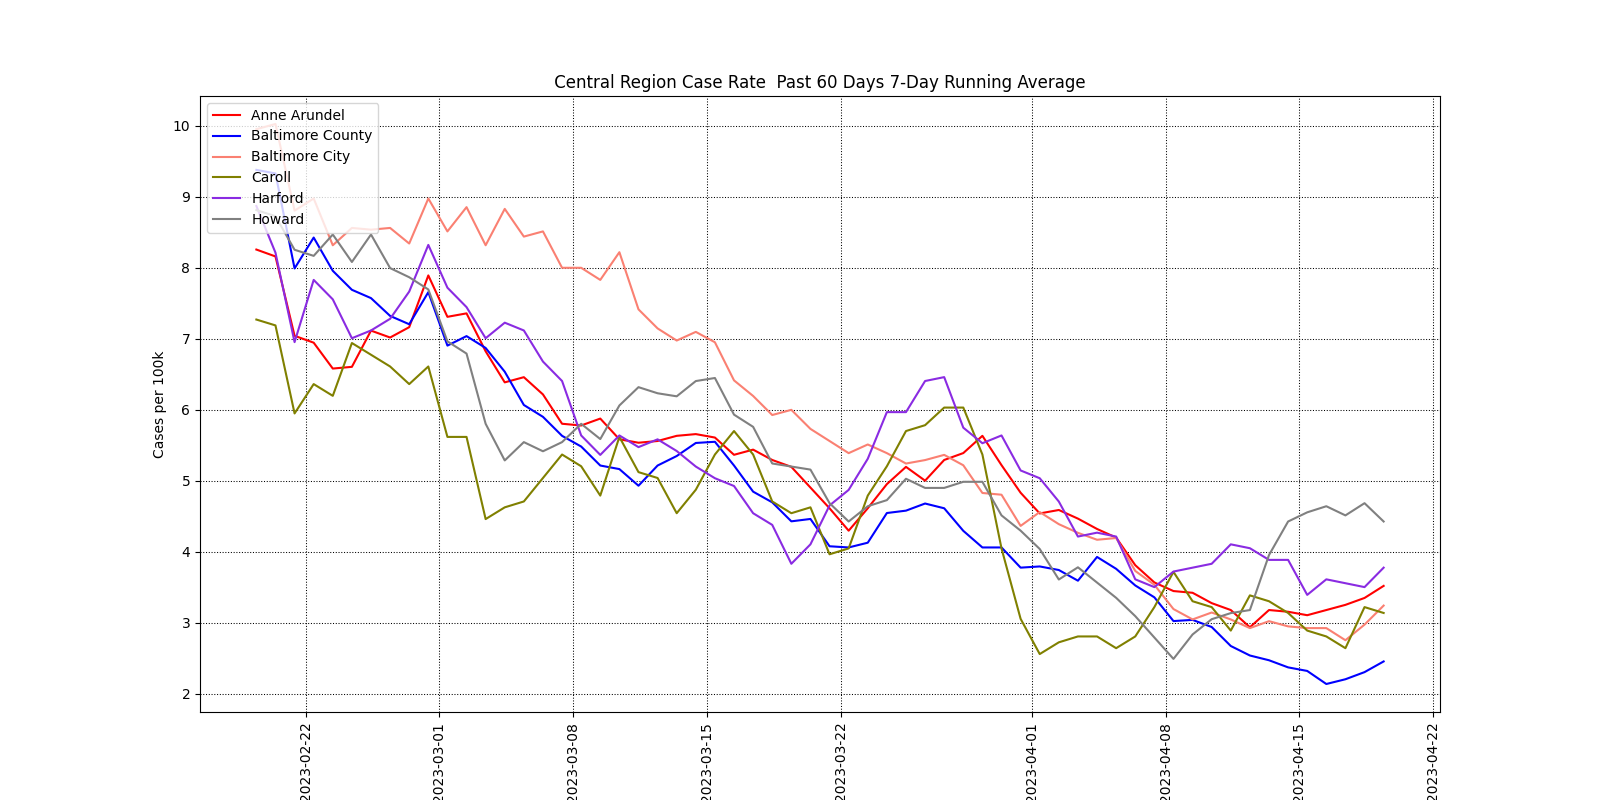 Central Region Case Rate  Past 60 Days 7-Day Running Average
Anne Arundel
Baltimore County
Baltimore City
Caroll
Harford
Howard
Cases per 100k
10
9
8
7
6
5
4
3
2
2023-02-22
2023-03-01
2023-03-08
2023-03-15
2023-03-22
2023-04-01
2023-04-08
2023-04-15
2023-04-22